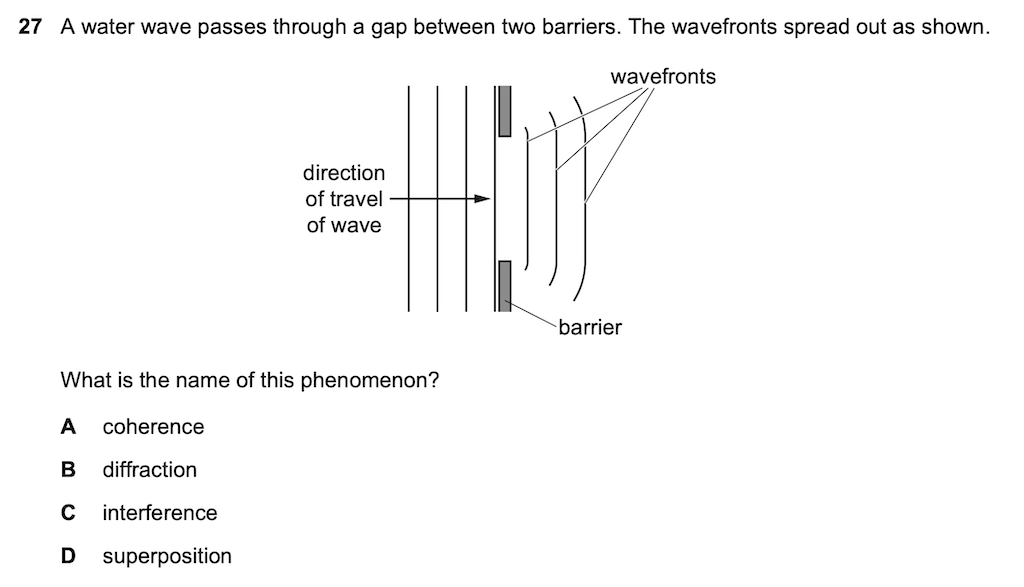 27 A water wave passes through a gap between two barriers. The wavefronts spread out as shown.
wavefronts
direction
of travel
of wave
barrier
What is the name of this phenomenon?
A coherence
B diffraction
C interference
D superposition